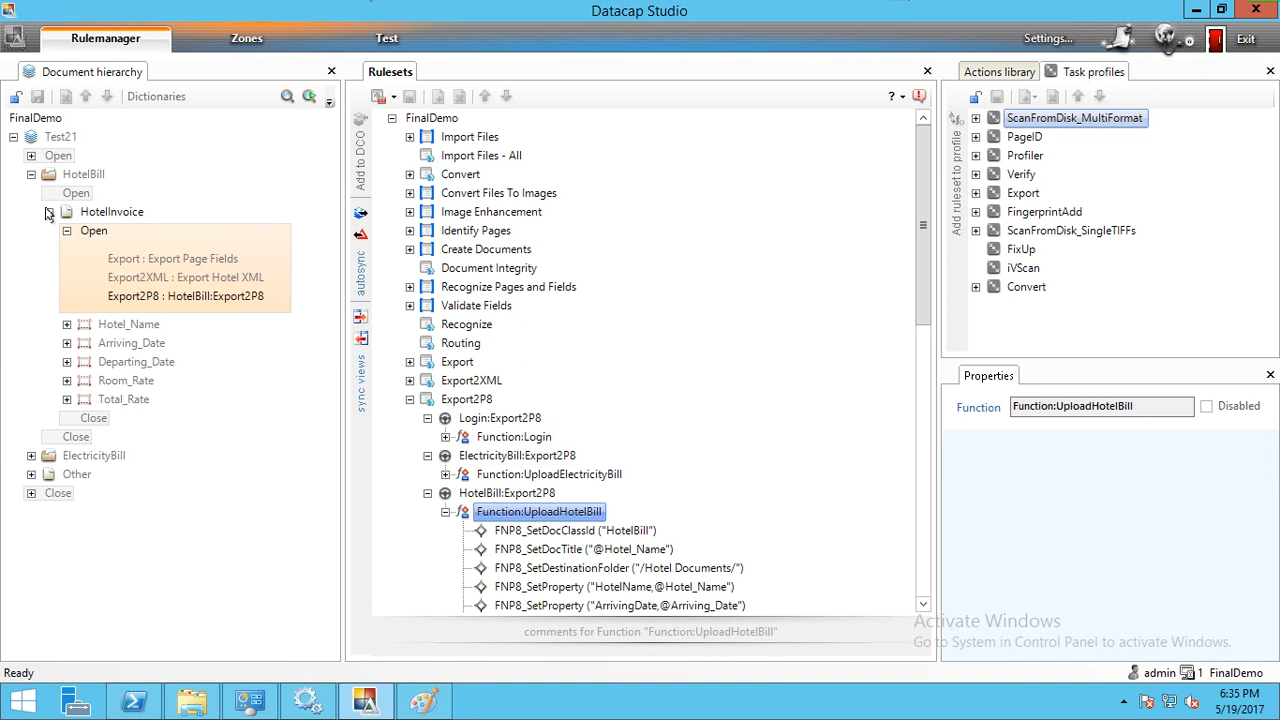 Datacap Studio
Rulemanager
Zones
Test
Settings...
Exit
Document hierarchy
Dictionaries
FinalDemo
Test21
Open
HotelBill
Open
HotelInvoice
Open
Export : Export Page Fields
Export2XML : Export Hotel XML
Export2P8 : HotelBill:Export2P8
Hotel_Name
Arriving_Date
Departing_Date
Room_Rate
Total_Rate
Close
Close
ElectricityBill
Other
Close
Add to DCO
autosync
sync views
Rulesets
?
FinalDemo
Import Files
Import Files - All
Convert
Convert Files To Images
Image Enhancement
Identify Pages
Create Documents
Document Integrity
Recognize Pages and Fields
Validate Fields
Recognize
Routing
Export
Export2XML
Export2P8
Login:Export2P8
Function:Login
ElectricityBill:Export2P8
Function:UploadElectricityBill
HotelBill:Export2P8
Function:UploadHotelBill
FNP8_SetDocClassId ("HotelBill")
FNP8_SetDocTitle ("@Hotel_Name")
FNP8_SetDestinationFolder ("/Hotel Documents/")
FNP8_SetProperty ("HotelName,@Hotel_Name")
FNP8_SetProperty ("ArrivingDate,@Arriving_Date")
comments for Function "Function:UploadHotelBill"
Actions library
Task profiles
Add ruleset to profile
ScanFromDisk_MultiFormat
PageID
Profiler
Verify
Export
FingerprintAdd
ScanFromDisk_SingleTIFFs
FixUp
iVScan
Convert
Properties
Function
Function:UploadHotelBill
Disabled
Activate Windows
Go to System in Control Panel to activate Windows.
Ready
admin
1
FinalDemo
6:35 PM
5/19/2017